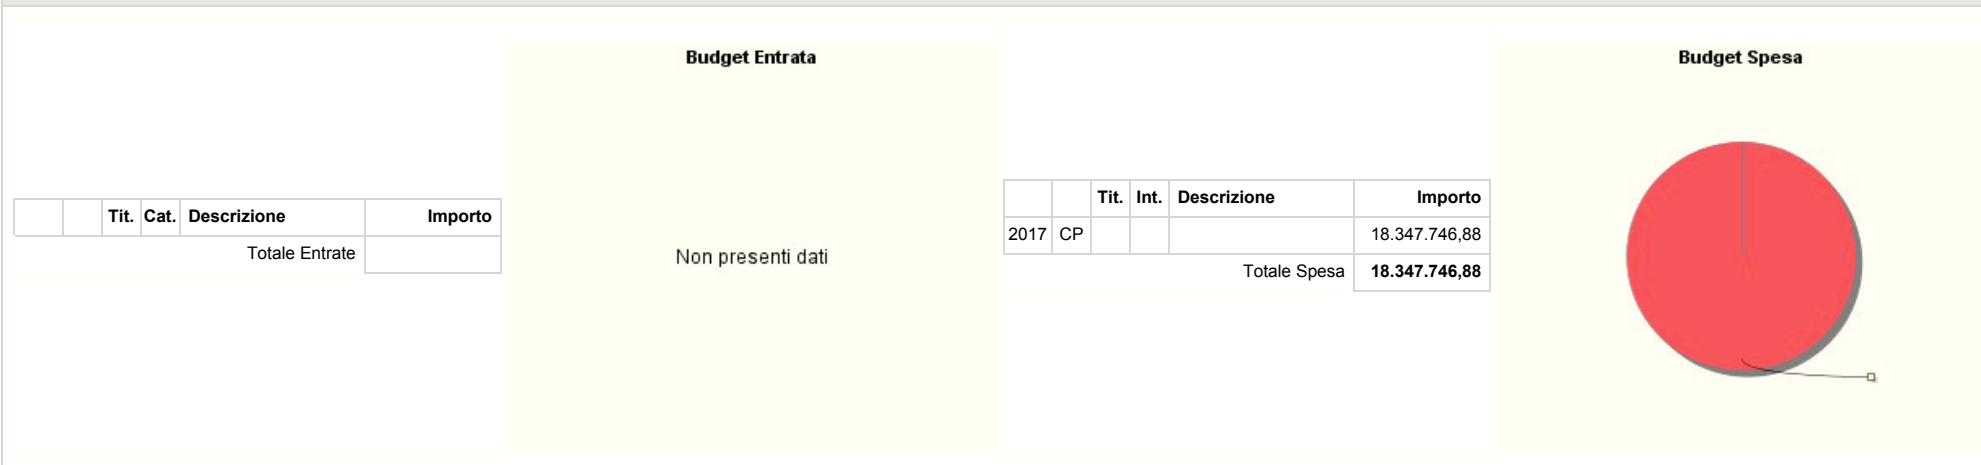 Budget Entrata
Tit. Cat. Descrizione Importo
Totale Entrate
Non presenti dati
Tit. Int. Descrizione Importo
2017 CP 18.347.746,88
Totale Spesa 18.347.746,88
Budget Spesa